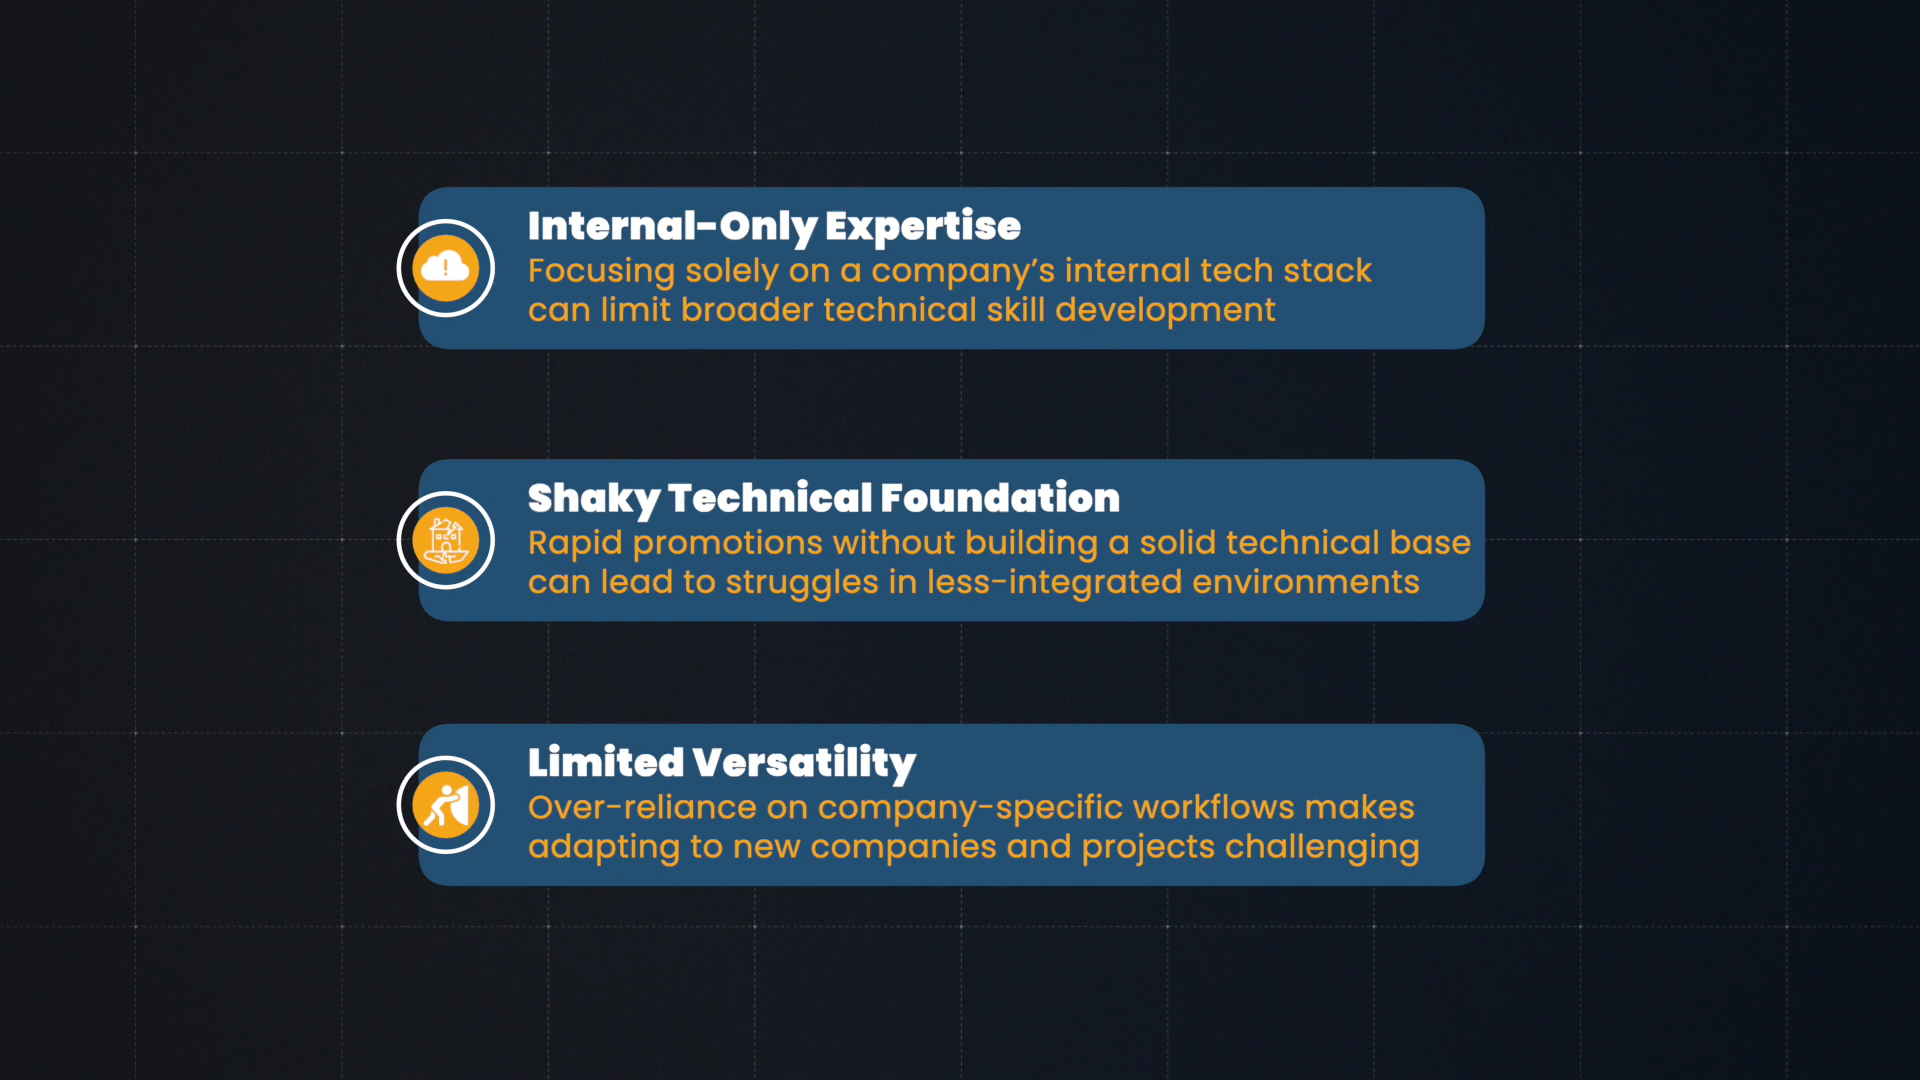 Internal-Only Expertise
Focusing solely on a company’s internal tech stack
can limit broader technical skill development
Shaky Technical Foundation
Rapid promotions without building a solid technical base
can lead to struggles in less-integrated environments
Limited Versatility
Over-reliance on company-specific workflows makes
adapting to new companies and projects challenging